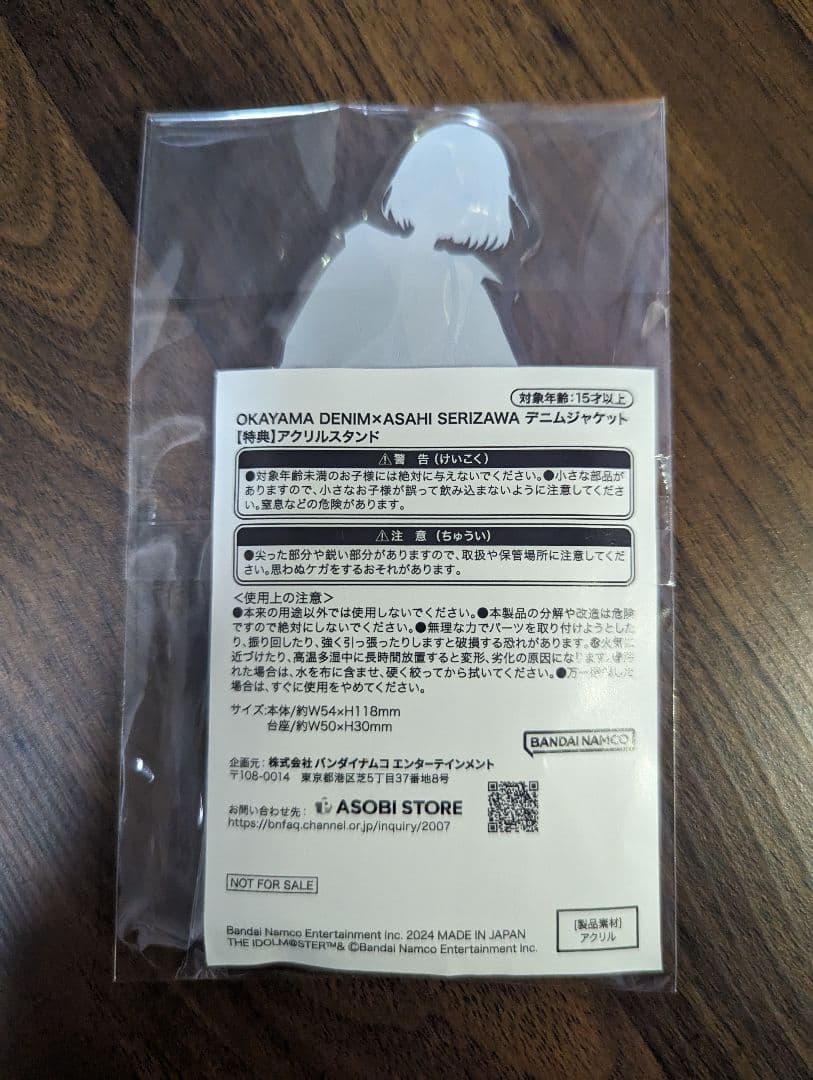 対象年齢:15才以上
OKAYAMA DENIM×ASAHI SERIZAWA デニムジャケット
【特典】アクリルスタンド
⚠警 告(けいこく)
●対象年齢未満のお子様には絶対に与えないでください。●小さな部品が
ありますので、小さなお子様が誤って飲み込まないように注意してくださ
い。窒息などの危険があります。
⚠注 意(ちゅうい)
●尖った部分や鋭い部分がありますので、取扱や保管場所に注意してくだ
さい。思わぬケガをするおそれがあります。
<使用上の注意>
●本来の用途以外では使用しないでください。●本製品の分解や改造は危険
ですので絶対にしないでください。●無理な力でパーツを取り付けようとした
り、振り回したり、強く引っ張ったりしますと破損する恐れがあります。●火気に
近づけたり、高温多湿中に長時間放置すると変形、劣化の原因になります。●汚
れた場合は、水を布に含ませ、硬く絞ってから拭いてください。●万一破損した
場合は、すぐに使用をやめてください。
サイズ:本体/約W54×H118mm
台座/約W50×H30mm
BANDAI NAMCO
企画元:株式会社 バンダイナムコ エンターテインメント
〒108-0014 東京都港区芝5丁目37番地8号
お問い合わせ先: ASOBI STORE
https://bnfaq.channel.or.jp/inquiry/2007
NOT FOR SALE
[製品素材]
アクリル
Bandai Namco Entertainment Inc. 2024 MADE IN JAPAN
THE IDOLM@STER™& ©Bandai Namco Entertainment Inc.